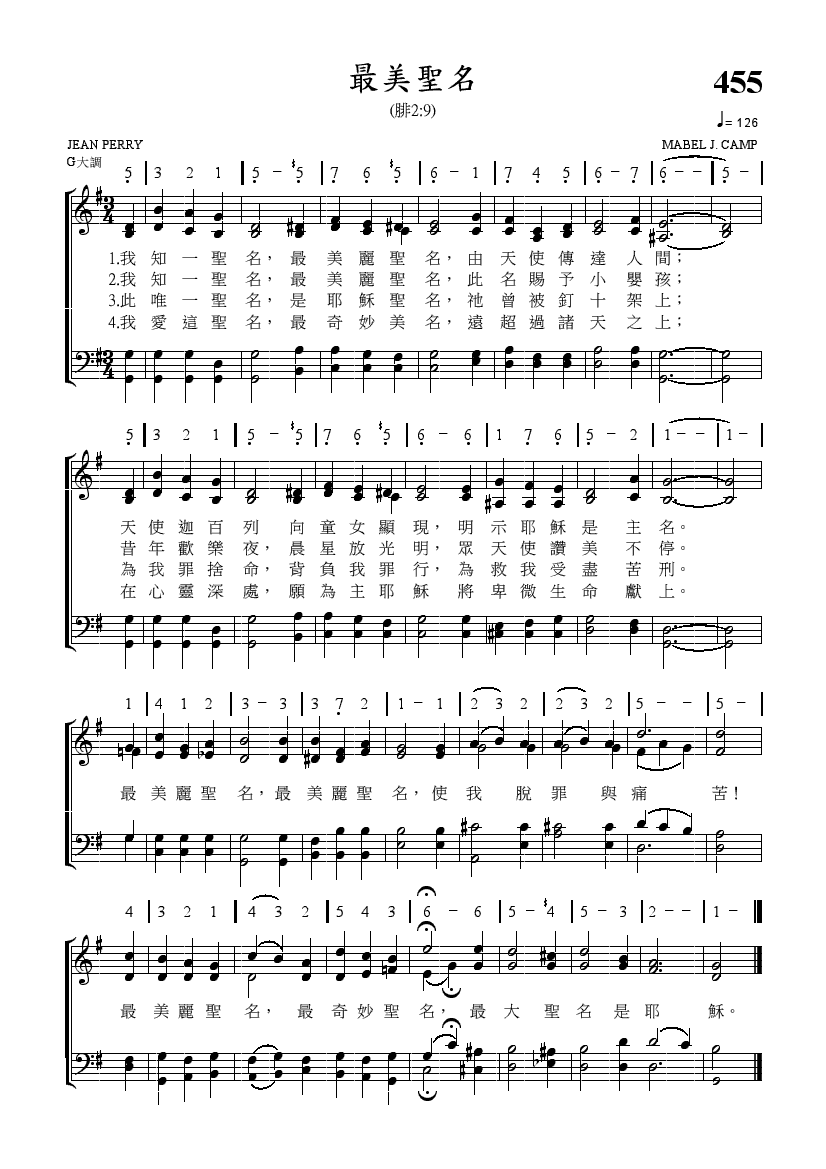 最美聖名
455
(腓2:9)
♩= 126
JEAN PERRY
MABEL J. CAMP
G大調
5 | 3 2 1 | 5 - 5 | 7 6 5 | 6 - 1 | 7 4 5 | 6 - 7 | 6 - - | 5 - |
3 4
1.我知一聖名，最美麗聖名，由天使傳達人間；
2.我知一聖名，最美麗聖名，此名賜予小嬰孩；
3.此唯一聖名，是耶穌聖名，祂曾被釘十架上；
4.我愛這聖名，最奇妙美名，遠超過諸天之上；
3 4
5 | 3 2 1 | 5 - 5 | 7 6 5 | 6 - 6 | 1 7 6 | 5 - 2 | 1 - - | 1 - |
天使迦百列向童女顯現，明示耶穌是主名。
昔年歡樂夜，晨星放光明，眾天使讚美不停。
為我罪捨命，背負我罪行，為救我受盡苦刑。
在心靈深處，願為主耶穌將卑微生命獻上。
1 | 4 1 2 | 3 - 3 | 3 7 2 | 1 - 1 | 2 3 2 | 2 3 2 | 5 - - | 5 - |
最美麗聖名，最美麗聖名，使我脫罪與痛苦！
4 | 3 2 1 | 4 3 2 | 5 4 3 | 6 - 6 | 5 - 4 | 5 - 3 | 2 - - | 1 -
最美麗聖名，最奇妙聖名，最大聖名是耶穌。